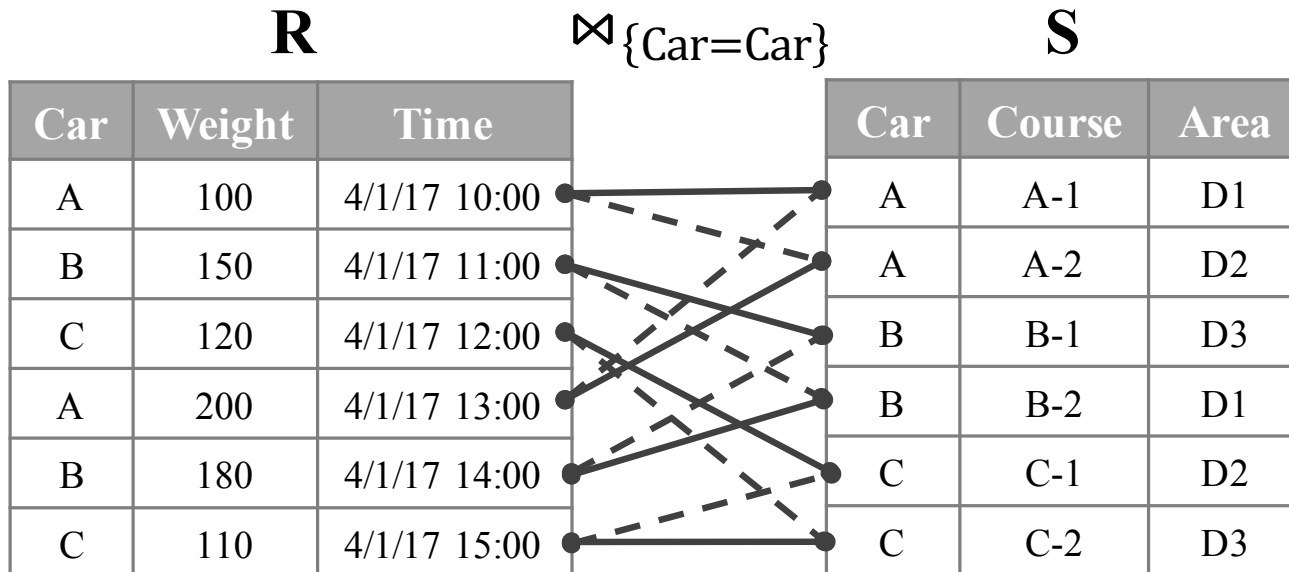 R ⋈{Car=Car} S
Car Weight Time Car Course Area
A 100 4/1/17 10:00 A A-1 D1
B 150 4/1/17 11:00 A A-2 D2
C 120 4/1/17 12:00 B B-1 D3
A 200 4/1/17 13:00 B B-2 D1
B 180 4/1/17 14:00 C C-1 D2
C 110 4/1/17 15:00 C C-2 D3